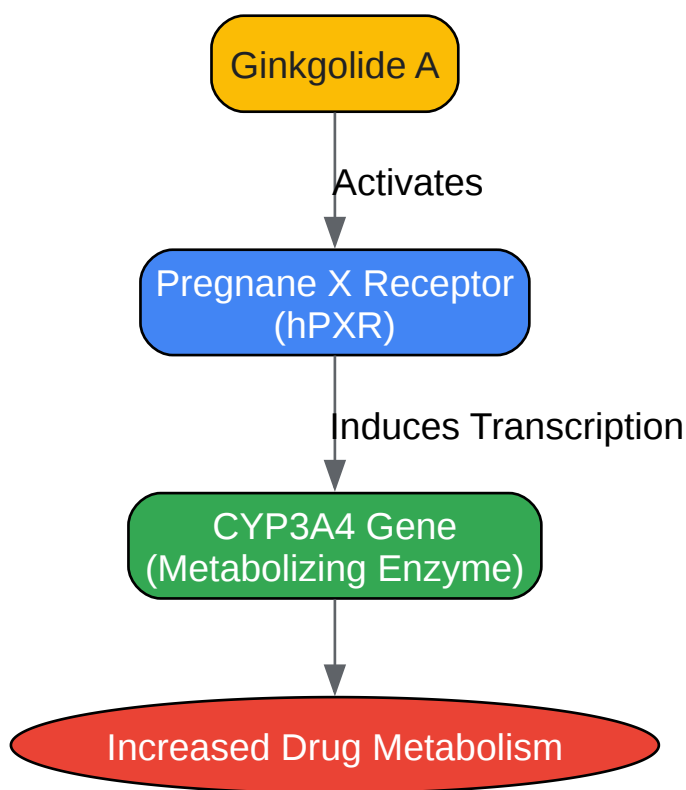 Ginkgolide A
Activates
Pregnane X Receptor
(hPXR)
Induces Transcription
CYP3A4 Gene
(Metabolizing Enzyme)
Increased Drug Metabolism